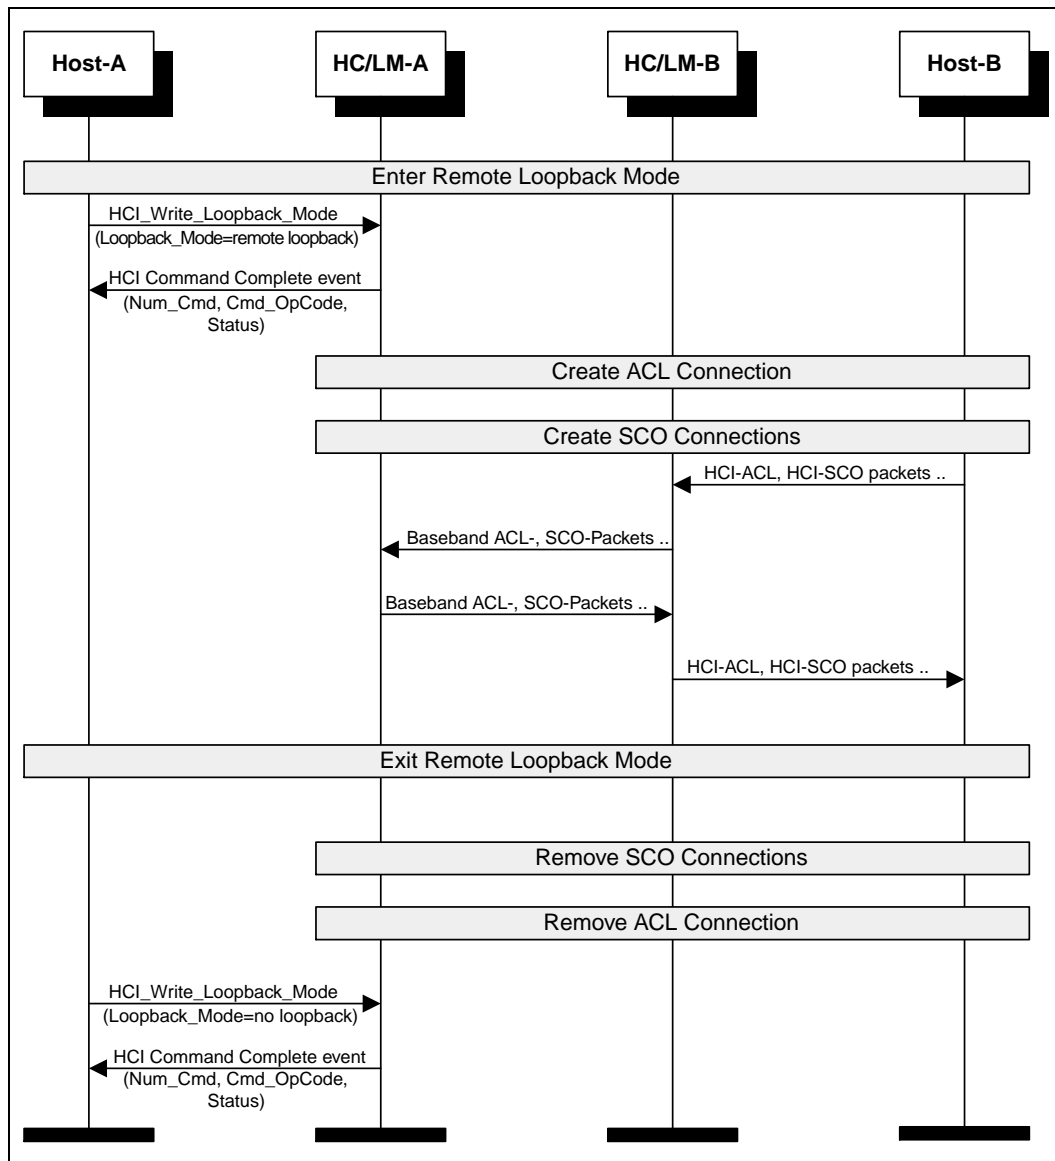 Host-A
HC/LM-A
HC/LM-B
Host-B
Enter Remote Loopback Mode
HCI_Write_Loopback_Mode
(Loopback_Mode=remote loopback)
HCI Command Complete event
(Num_Cmd, Cmd_OpCode,
Status)
Create ACL Connection
Create SCO Connections
HCI-ACL, HCI-SCO packets ..
Baseband ACL-, SCO-Packets ..
Baseband ACL-, SCO-Packets ..
HCI-ACL, HCI-SCO packets ..
Exit Remote Loopback Mode
Remove SCO Connections
Remove ACL Connection
HCI_Write_Loopback_Mode
(Loopback_Mode=no loopback)
HCI Command Complete event
(Num_Cmd, Cmd_OpCode,
Status)